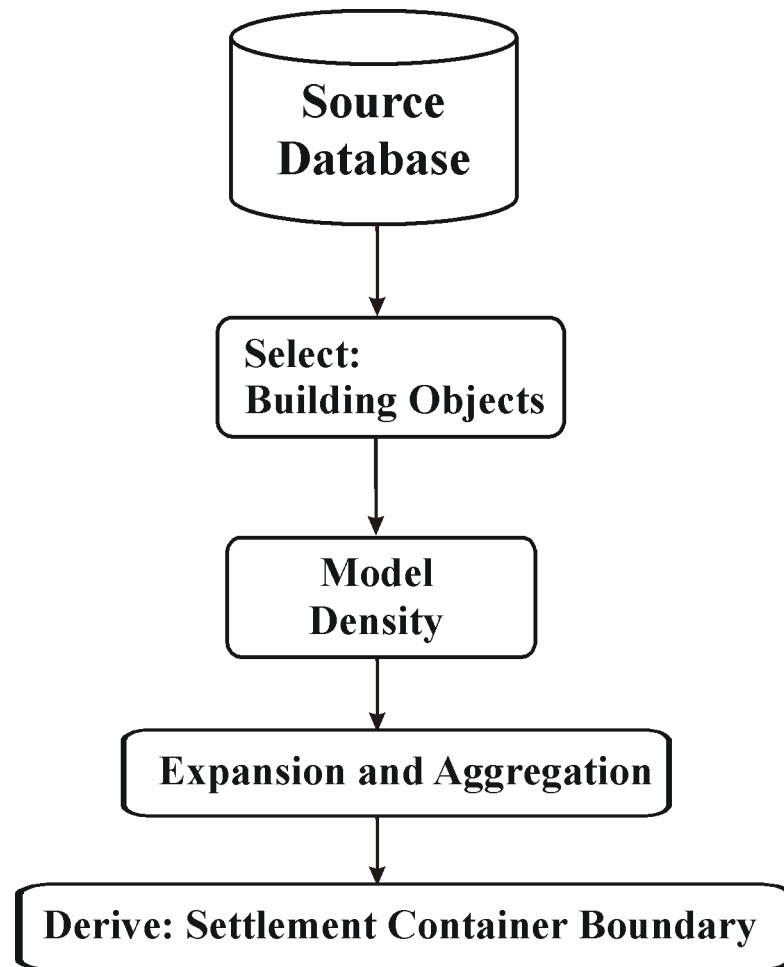 Source
Database
Select:
Building Objects
Model
Density
Expansion and Aggregation
Derive: Settlement Container Boundary